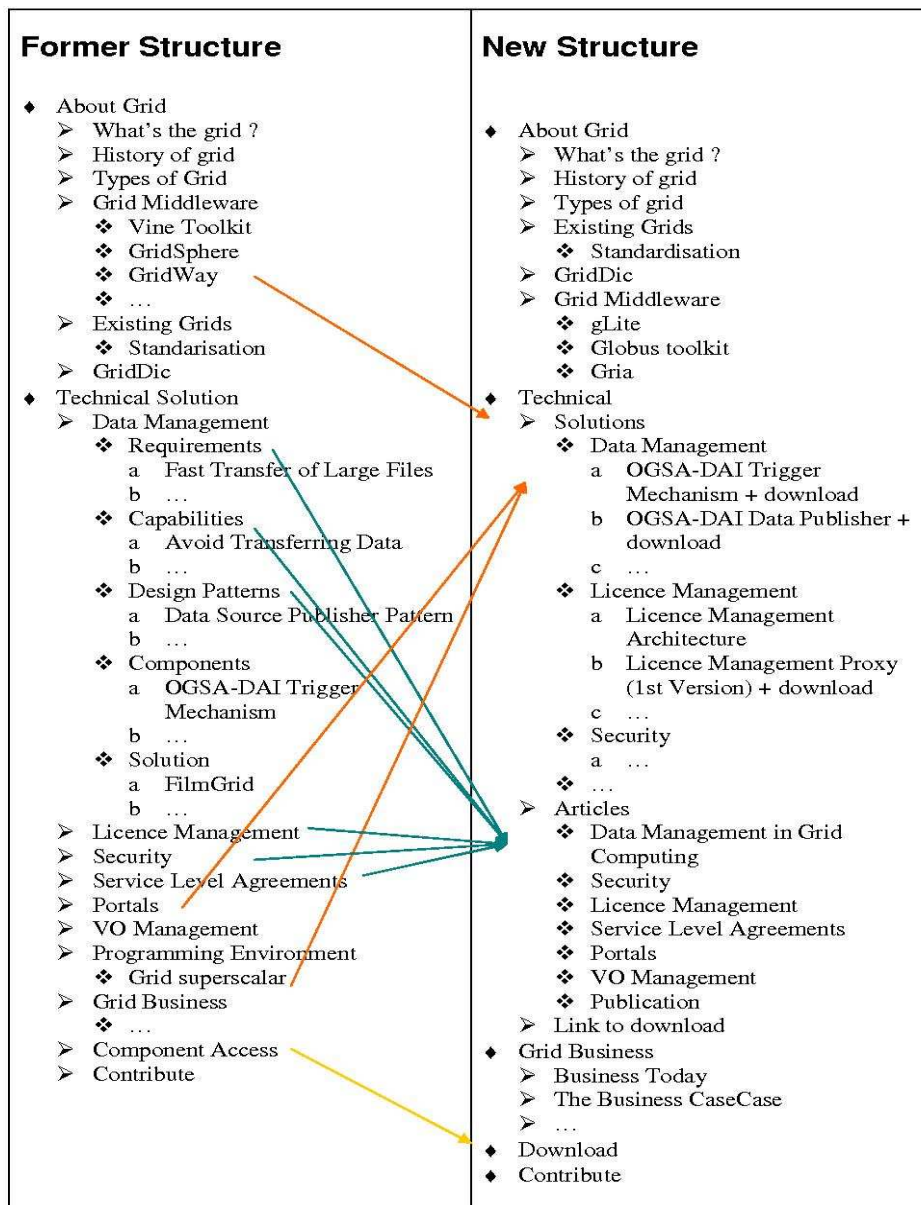 Former Structure
About Grid
What's the grid ?
History of grid
Types of Grid
Grid Middleware
Vine Toolkit
GridSphere
GridWay
…
Existing Grids
Standarisation
GridDic
Technical Solution
Data Management
Requirements
a Fast Transfer of Large Files
b …
Capabilities
a Avoid Transferring Data
b …
Design Patterns
a Data Source Publisher Pattern
b …
Components
a OGSA-DAI Trigger
Mechanism
b …
Solution
a FilmGrid
b …
Licence Management
Security
Service Level Agreements
Portals
VO Management
Programming Environment
Grid superscalar
Grid Business
…
Component Access
Contribute
New Structure
About Grid
What's the grid ?
History of grid
Types of grid
Existing Grids
Standardisation
GridDic
Grid Middleware
gLite
Globus toolkit
Gria
Technical
Solutions
Data Management
a OGSA-DAI Trigger
Mechanism + download
b OGSA-DAI Data Publisher +
download
c …
Licence Management
a Licence Management
Architecture
b Licence Management Proxy
(1st Version) + download
c …
Security
a …
…
Articles
Data Management in Grid
Computing
Security
Licence Management
Service Level Agreements
Portals
VO Management
Publication
Link to download
Grid Business
Business Today
The Business CaseCase
…
Download
Contribute